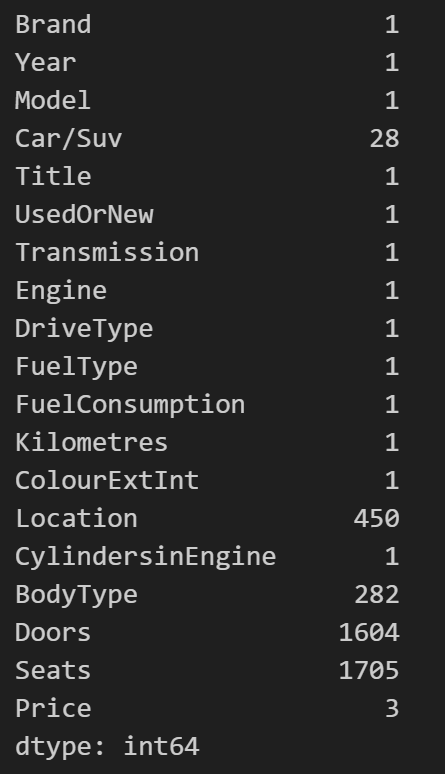 Brand 1
Year 1
Model 1
Car/Suv 28
Title 1
UsedOrNew 1
Transmission 1
Engine 1
DriveType 1
FuelType 1
FuelConsumption 1
Kilometres 1
ColourExtInt 1
Location 450
CylindersinEngine 1
BodyType 282
Doors 1604
Seats 1705
Price 3
dtype: int64